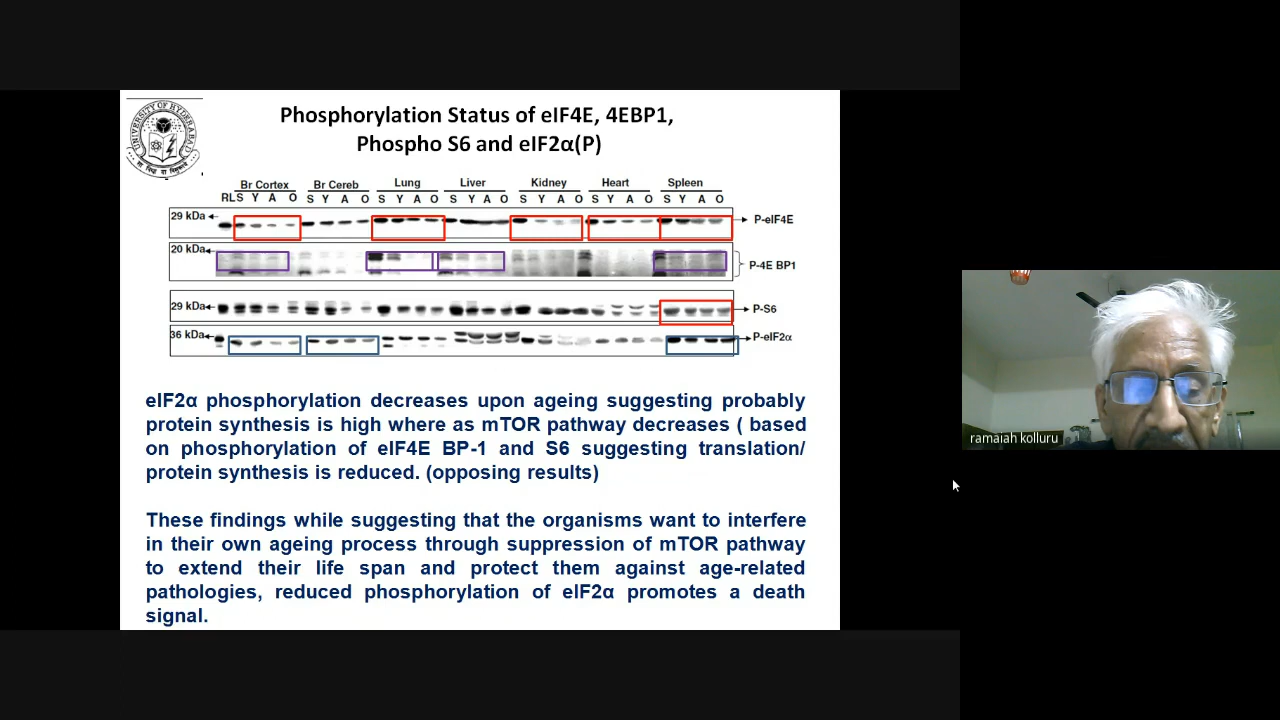 UNIVERSITY OF HYDERABAD
Phosphorylation Status of eIF4E, 4EBP1,
Phospho S6 and eIF2α(P)
Br Cortex Br Cereb Lung Liver Kidney Heart Spleen
RL S Y A O S Y A O S Y A O S Y A O S Y A O S Y A O S Y A O
29 kDa P-eIF4E
20 kDa P-4E BP1
29 kDa P-S6
36 kDa P-eIF2α
eIF2α phosphorylation decreases upon ageing suggesting probably
protein synthesis is high where as mTOR pathway decreases ( based
on phosphorylation of eIF4E BP-1 and S6 suggesting translation/
protein synthesis is reduced. (opposing results)
These findings while suggesting that the organisms want to interfere
in their own ageing process through suppression of mTOR pathway
to extend their life span and protect them against age-related
pathologies, reduced phosphorylation of eIF2α promotes a death
signal.
ramaiah kolluru